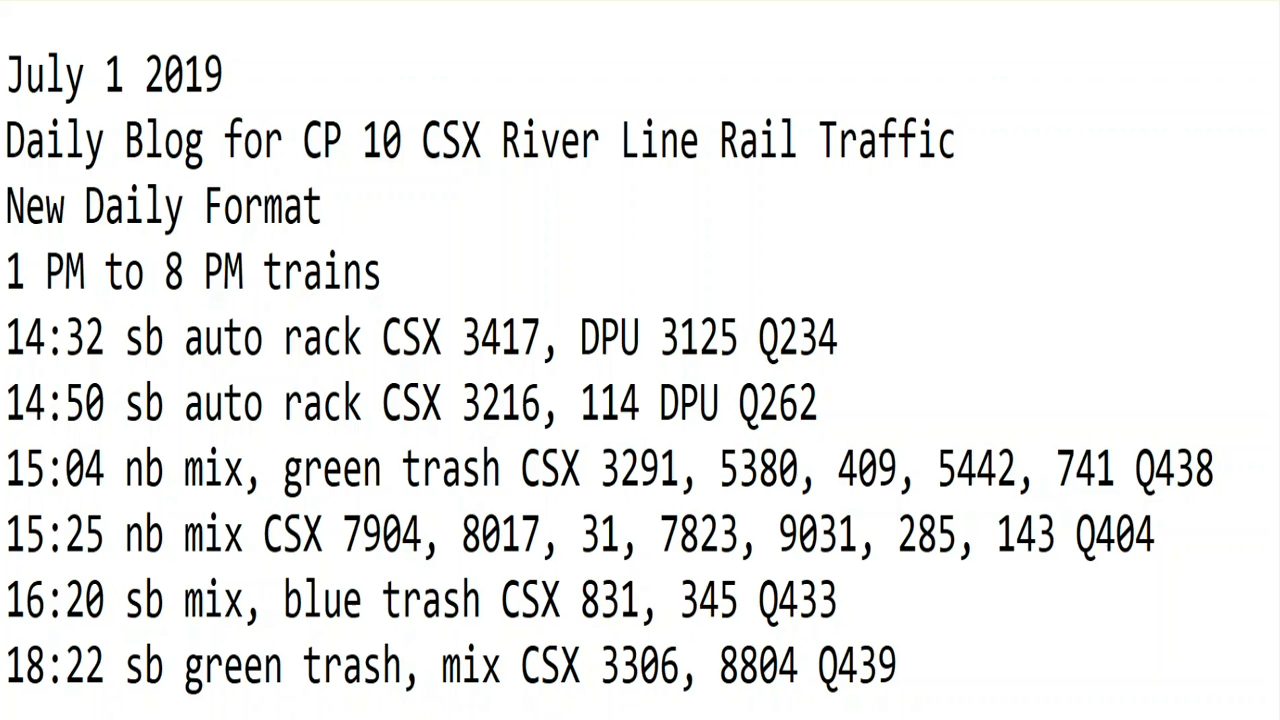 July 1 2019
Daily Blog for CP 10 CSX River Line Rail Traffic
New Daily Format
1 PM to 8 PM trains
14:32 sb auto rack CSX 3417, DPU 3125 Q234
14:50 sb auto rack CSX 3216, 114 DPU Q262
15:04 nb mix, green trash CSX 3291, 5380, 409, 5442, 741 Q438
15:25 nb mix CSX 7904, 8017, 31, 7823, 9031, 285, 143 Q404
16:20 sb mix, blue trash CSX 831, 345 Q433
18:22 sb green trash, mix CSX 3306, 8804 Q439